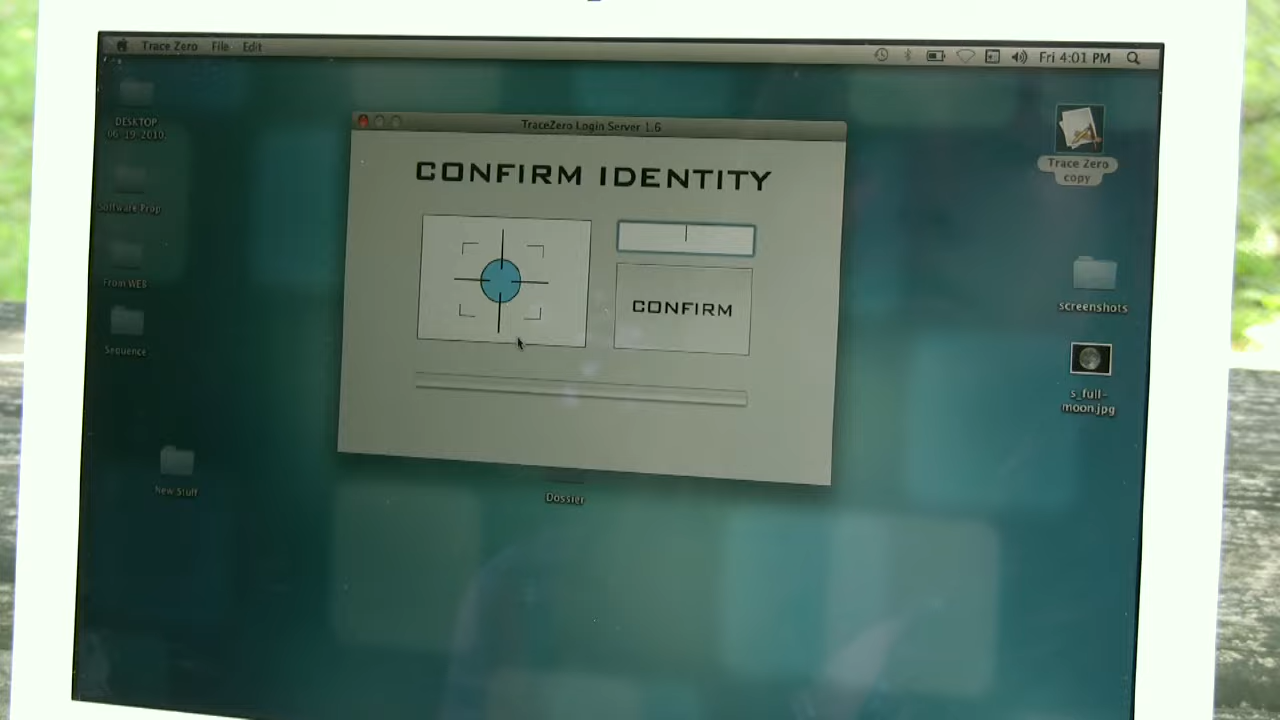 Trace Zero File Edit
Fri 4:01 PM
DESKTOP
06 19 2010
Software Prop
From WEB
Sequence
New Stuff
TraceZero Login Server 1.6
CONFIRM IDENTITY
CONFIRM
Dossier
Trace Zero
copy
screenshots
s_full-
moon.jpg